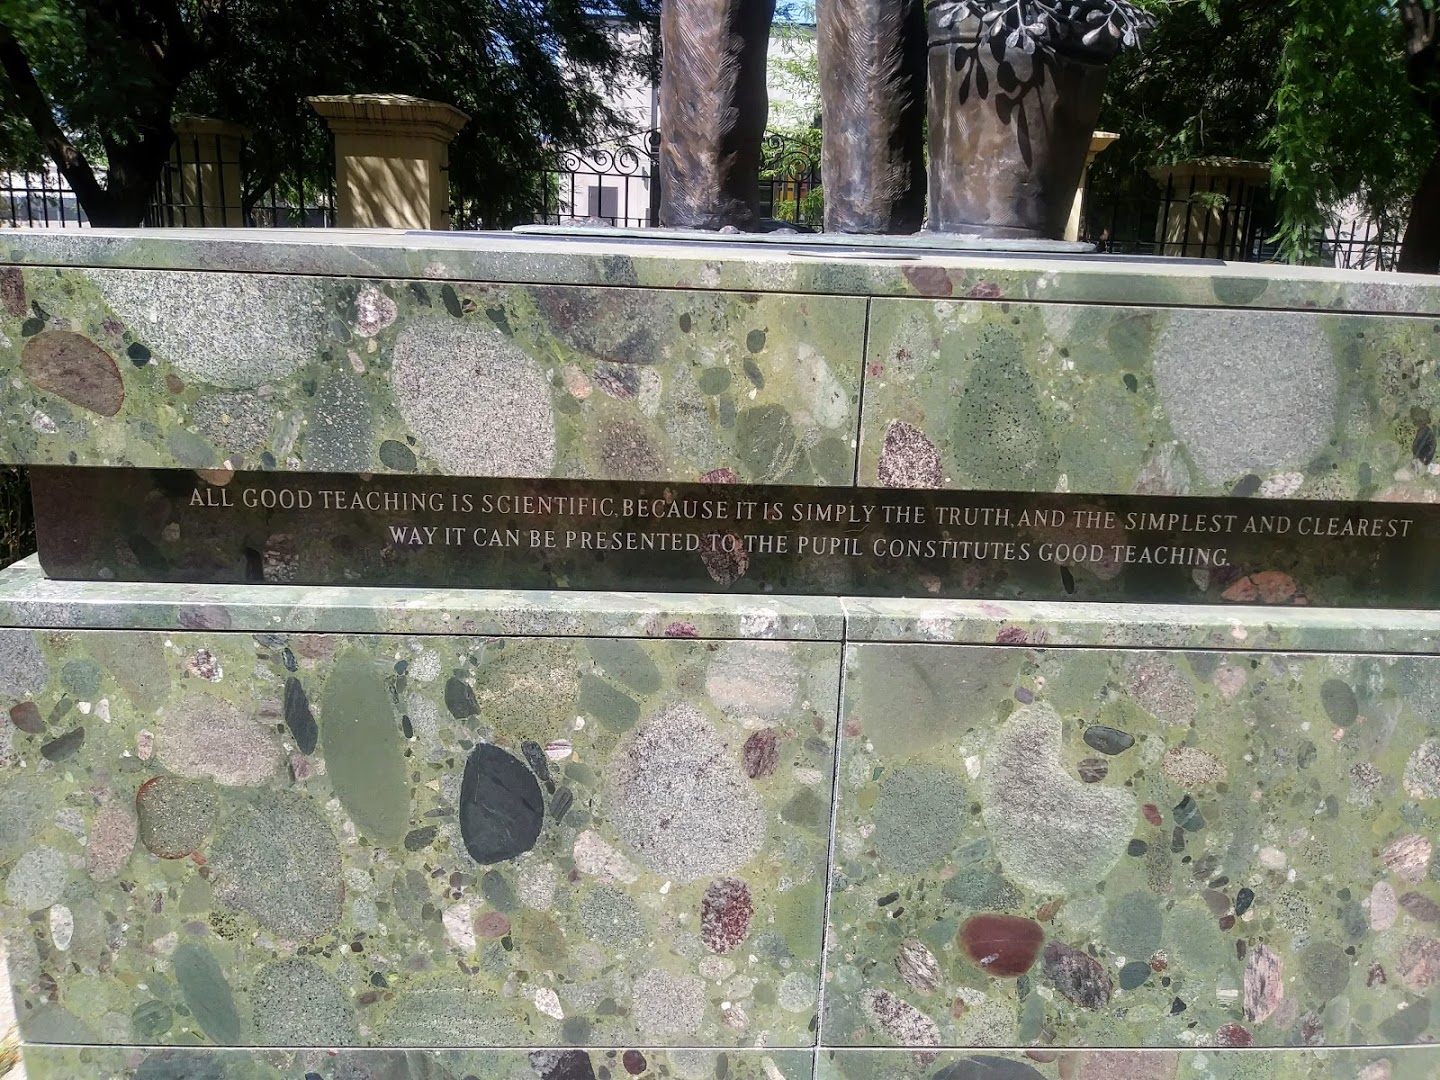 ALL GOOD TEACHING IS SCIENTIFIC, BECAUSE IT IS SIMPLY THE TRUTH, AND THE SIMPLEST AND CLEAREST
WAY IT CAN BE PRESENTED TO THE PUPIL CONSTITUTES GOOD TEACHING.